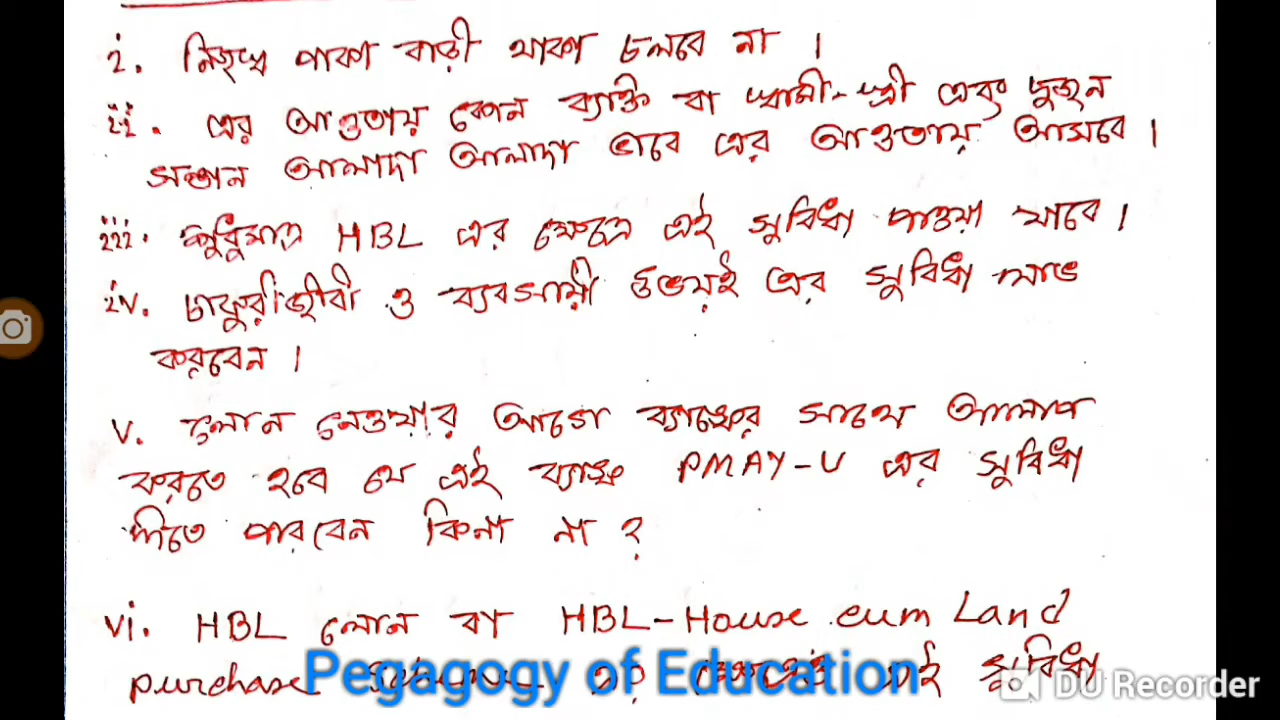 i. নিজস্ব পাকা বাড়ী থাকা চলবে না ।
ii. এর আওতায় কোন ব্যক্তি বা স্বামী-স্ত্রী এবং দুজন
সন্তান আলাদা আলাদা ভাবে এর আওতায় আসবে ।
iii. শুধুমাত্র HBL এর ক্ষেত্রে এই সুবিধা পাওয়া যাবে ।
iv. চাকুরীজীবী ও ব্যবসায়ী উভয়ই এর সুবিধা লাভ
করবেন ।
v. লোন নেওয়ার আগে ব্যাঙ্কের সাথে আলাপ
করতে হবে যে এই ব্যাঙ্ক PMAY-U এর সুবিধা
দিতে পারবেন কিনা না ?
vi. HBL লোন বা HBL-House cum Land
purchase এর ক্ষেত্রে এই সুবিধা
Pegagogy of Education
DU Recorder